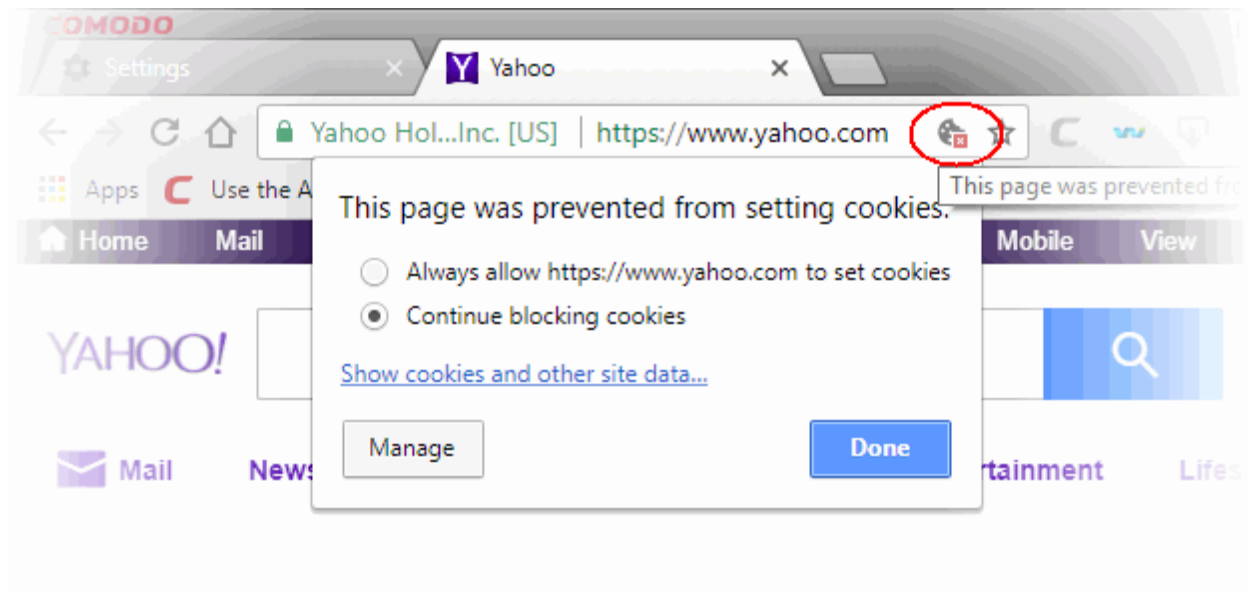 COMODO
Settings
Yahoo
Yahoo Hol...Inc. [US] https://www.yahoo.com
Apps Use the A
This page was prevented fro
This page was prevented from setting cookies.
Home Mail Mobile View
Always allow https://www.yahoo.com to set cookies
Continue blocking cookies
YAHOO!
Show cookies and other site data...
Manage Done
Mail News rtainment Lifes